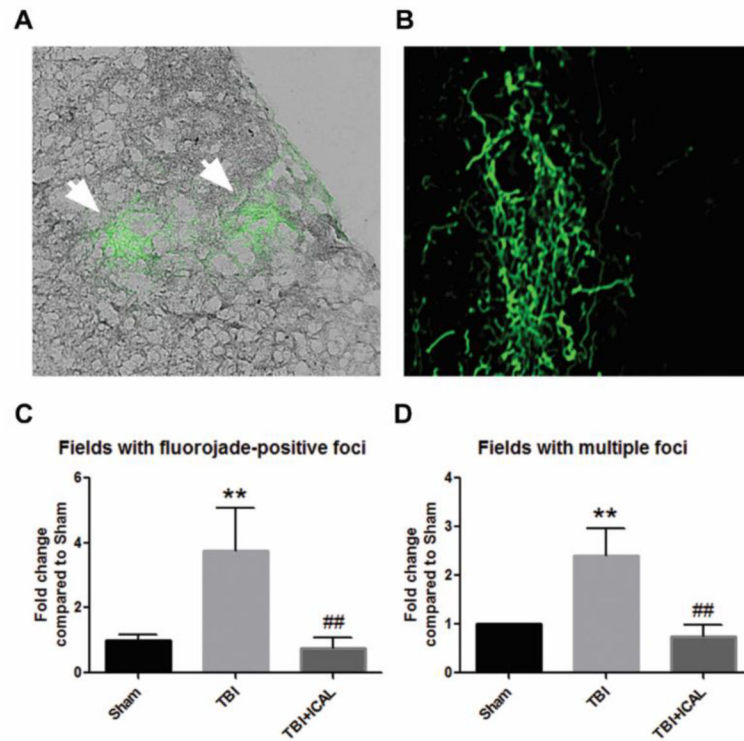 A
B
C
Fields with fluorojade-positive foci
Fold change
compared to Sham
6
4
2
0
**
##
Sham
TBI
TBI+ICAL
D
Fields with multiple foci
Fold change
compared to Sham
4
3
2
1
0
**
##
Sham
TBI
TBI+ICAL